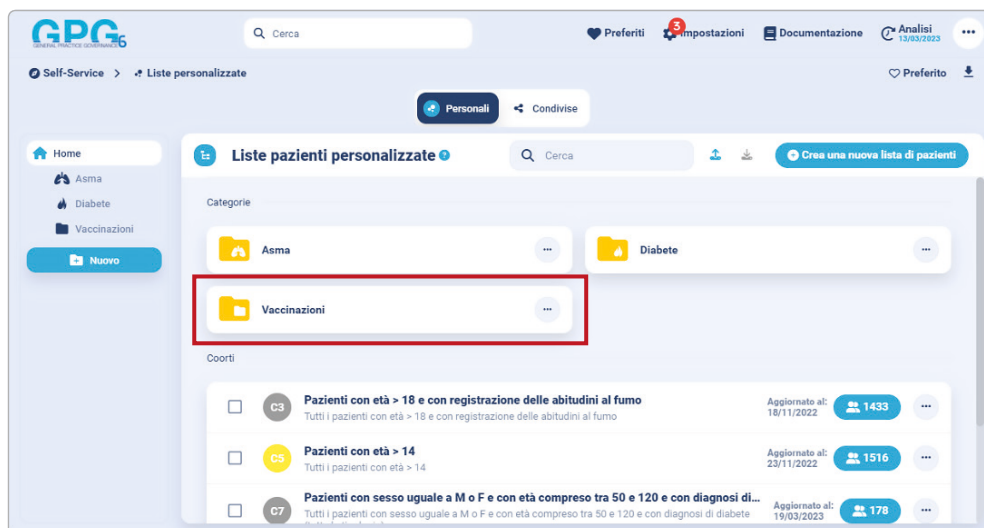 GPG6
GENERAL PRACTICE GOVERNANCE
Cerca
Preferiti
3
Impostazioni
Documentazione
Analisi
13/03/2023
Self-Service > Liste personalizzate
Preferito
Personali
Condivise
Home
Asma
Diabete
Vaccinazioni
Nuovo
Liste pazienti personalizzate
Cerca
Crea una nuova lista di pazienti
Categorie
Asma
Diabete
Vaccinazioni
Coorti
C3
Pazienti con età > 18 e con registrazione delle abitudini al fumo
Tutti i pazienti con età > 18 e con registrazione delle abitudini al fumo
Aggiornato al:
18/11/2022
1433
C5
Pazienti con età > 14
Tutti i pazienti con età > 14
Aggiornato al:
23/11/2022
1516
C7
Pazienti con sesso uguale a M o F e con età compreso tra 50 e 120 e con diagnosi di...
Tutti i pazienti con sesso uguale a M o F e con età compreso tra 50 e 120 e con diagnosi di diabete
Aggiornato al:
19/03/2023
178